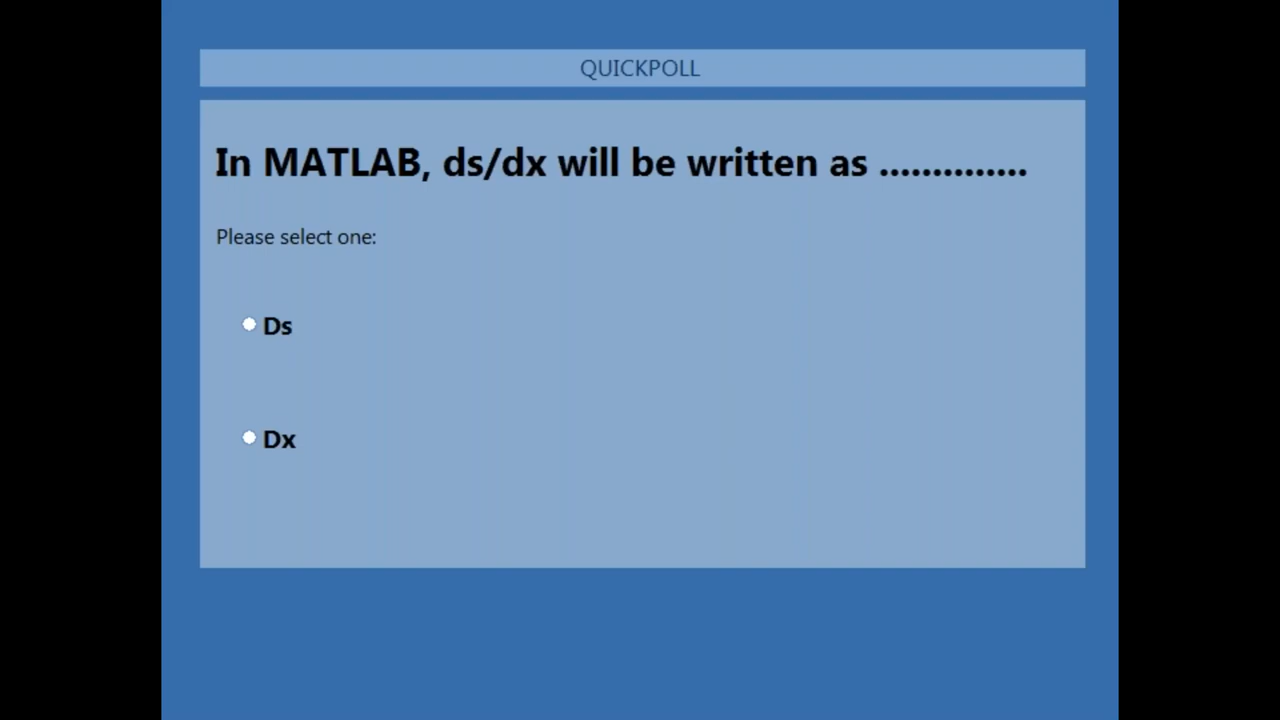 QUICKPOLL
In MATLAB, ds/dx will be written as ..............
Please select one:
Ds
Dx